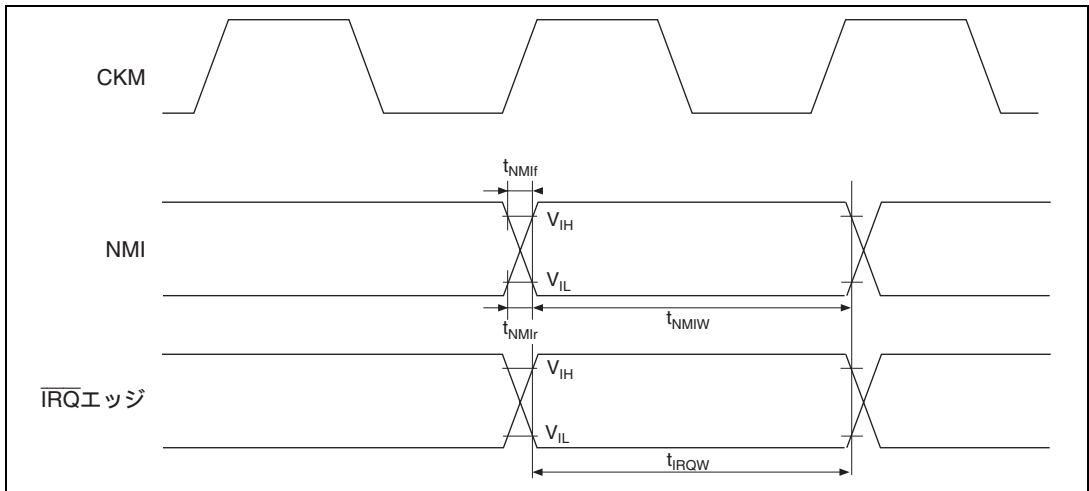 CKM
tNMIf
VIH
NMI
VIL
tNMIr
tNMIW
VIH
IRQエッジ
VIL
tIRQW